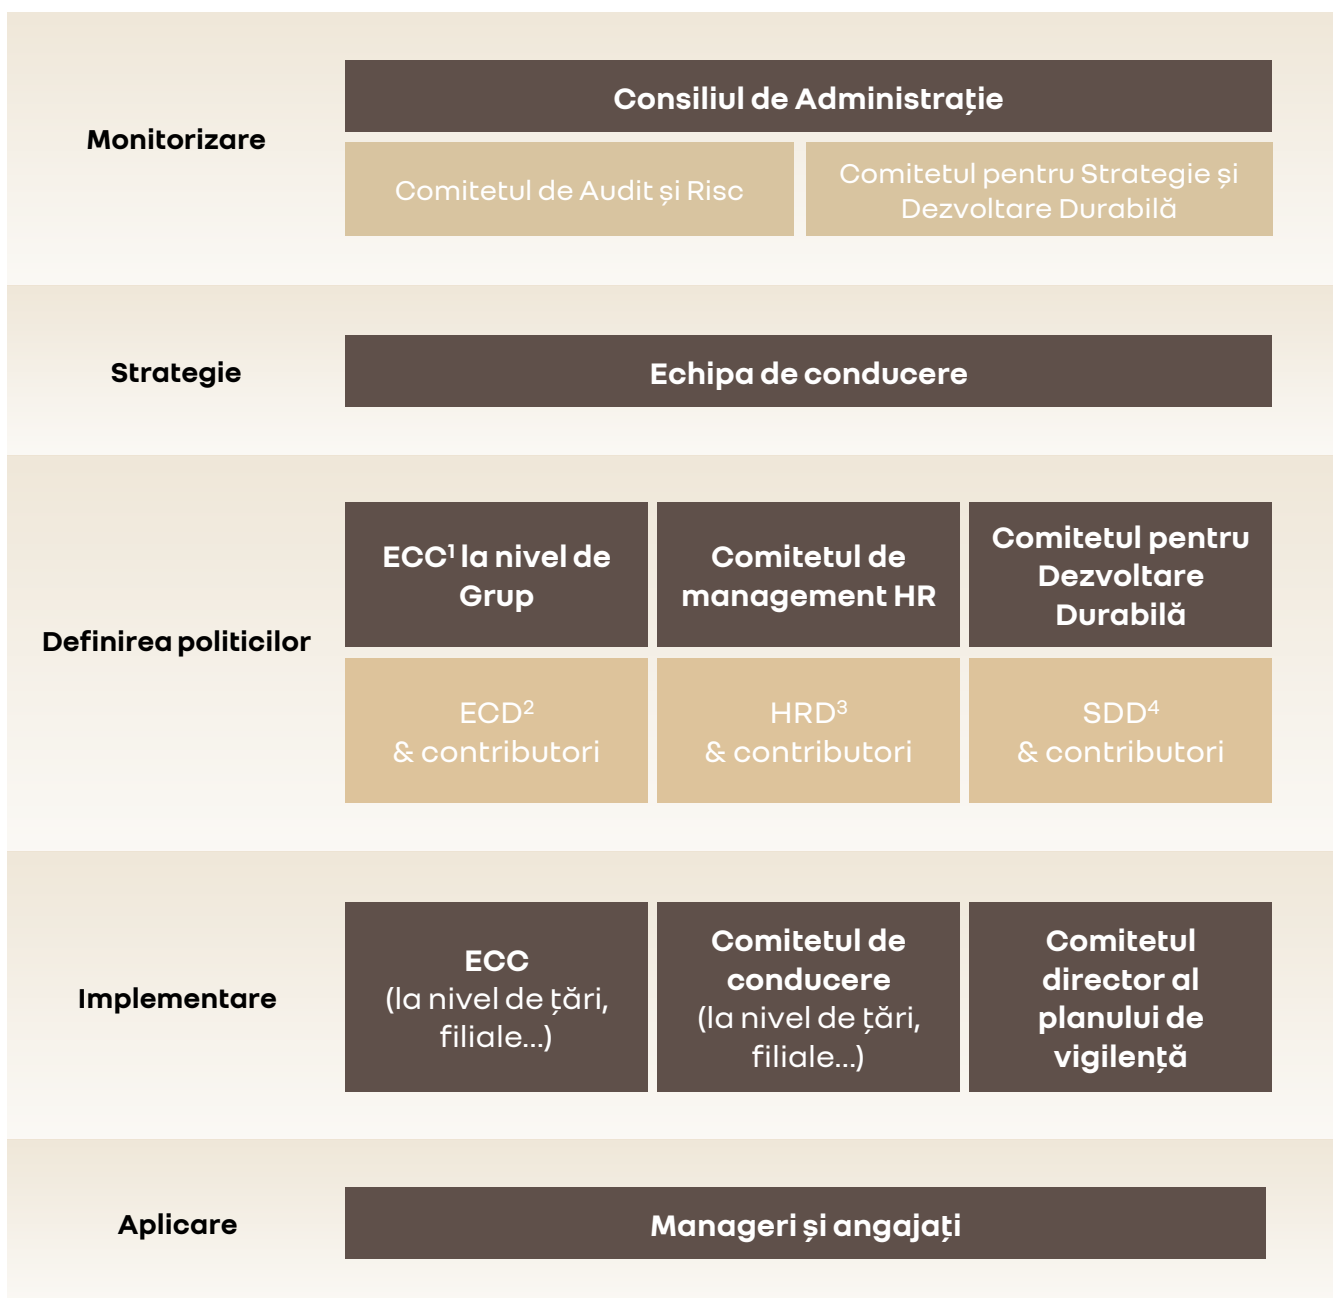 Monitorizare
Consiliul de Administrație
Comitetul de Audit și Risc
Comitetul pentru Strategie și
Dezvoltare Durabilă
Strategie
Echipa de conducere
Definirea politicilor
ECC¹ la nivel de
Grup
Comitetul de
management HR
Comitetul pentru
Dezvoltare
Durabilă
ECD²
& contributori
HRD³
& contributori
SDD⁴
& contributori
Implementare
ECC
(la nivel de țări,
filiale...)
Comitetul de
conducere
(la nivel de țări,
filiale...)
Comitetul
director al
planului de
vigilență
Aplicare
Manageri și angajați